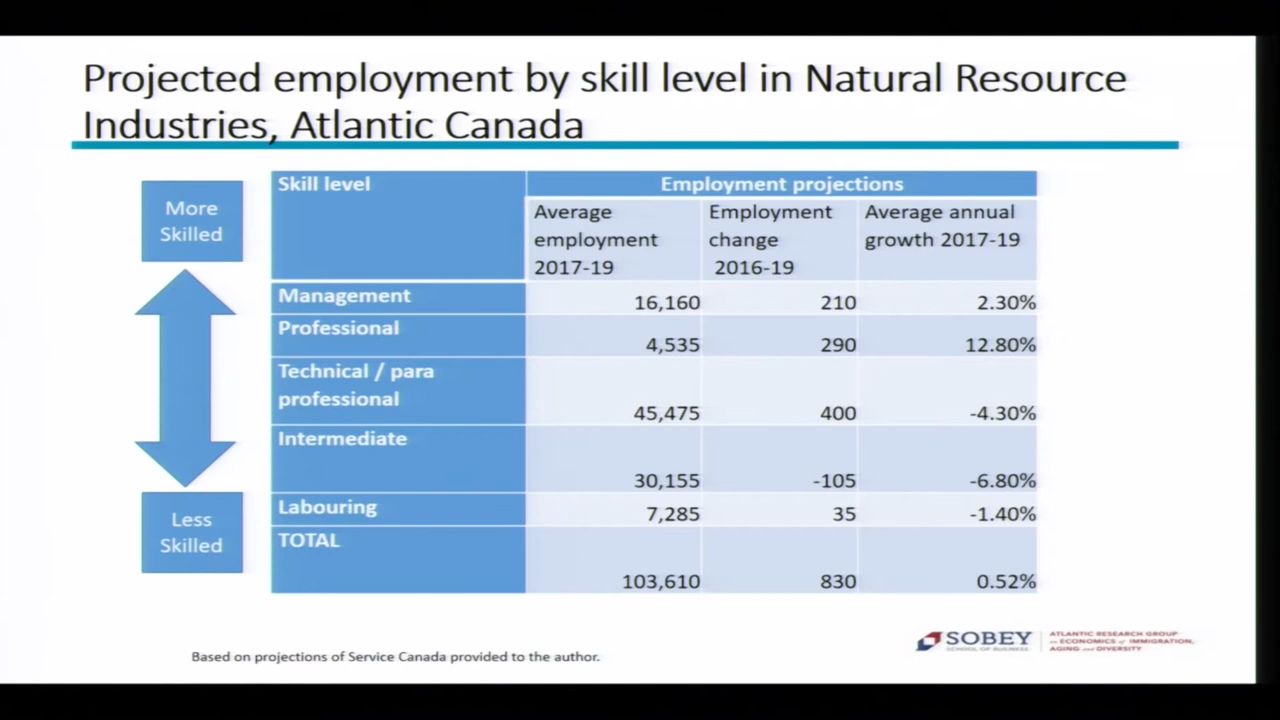 Projected employment by skill level in Natural Resource
Industries, Atlantic Canada
More
Skilled
Less
Skilled
Skill level
Employment projections
Average
employment
2017-19
Employment
change
2016-19
Average annual
growth 2017-19
Management 16,160 210 2.30%
Professional 4,535 290 12.80%
Technical / para
professional 45,475 400 -4.30%
Intermediate 30,155 -105 -6.80%
Labouring 7,285 35 -1.40%
TOTAL 103,610 830 0.52%
Based on projections of Service Canada provided to the author.
SOBEY
SCHOOL OF BUSINESS
ATLANTIC RESEARCH GROUP
on ECONOMICS of IMMIGRATION,
AGING and DIVERSITY